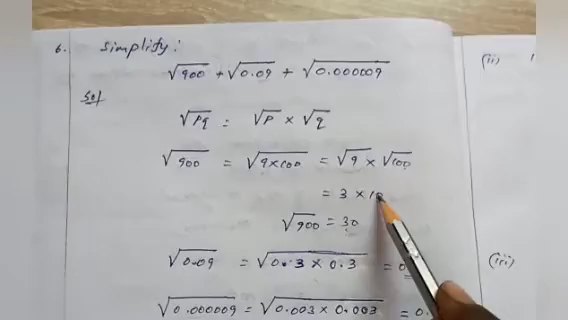 6. Simplify:
√900 + √0.09 + √0.000009
Sol
√pq = √p × √q
√900 = √9×100 = √9 × √100
= 3 × 10
√900 = 30
√0.09 = √0.3 × 0.3 = 0
√0.000009 = √0.003 × 0.003 = 0.
(ii)
(iii)